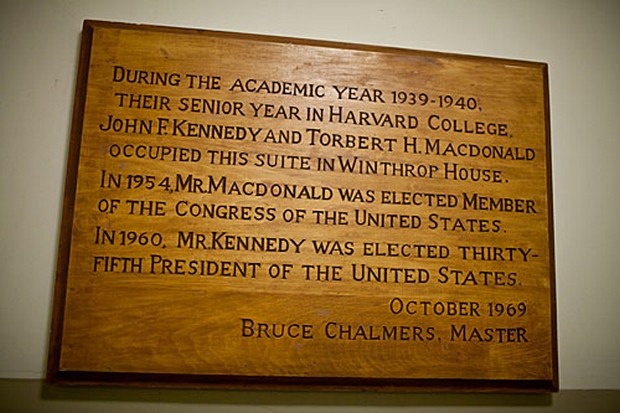 DURING THE ACADEMIC YEAR 1939-1940,
THEIR SENIOR YEAR IN HARVARD COLLEGE,
JOHN F. KENNEDY AND TORBERT H. MACDONALD
OCCUPIED THIS SUITE IN WINTHROP HOUSE.
IN 1954, MR. MACDONALD WAS ELECTED MEMBER
OF THE CONGRESS OF THE UNITED STATES.
IN 1960, MR. KENNEDY WAS ELECTED THIRTY-
FIFTH PRESIDENT OF THE UNITED STATES.
OCTOBER 1969
BRUCE CHALMERS, MASTER